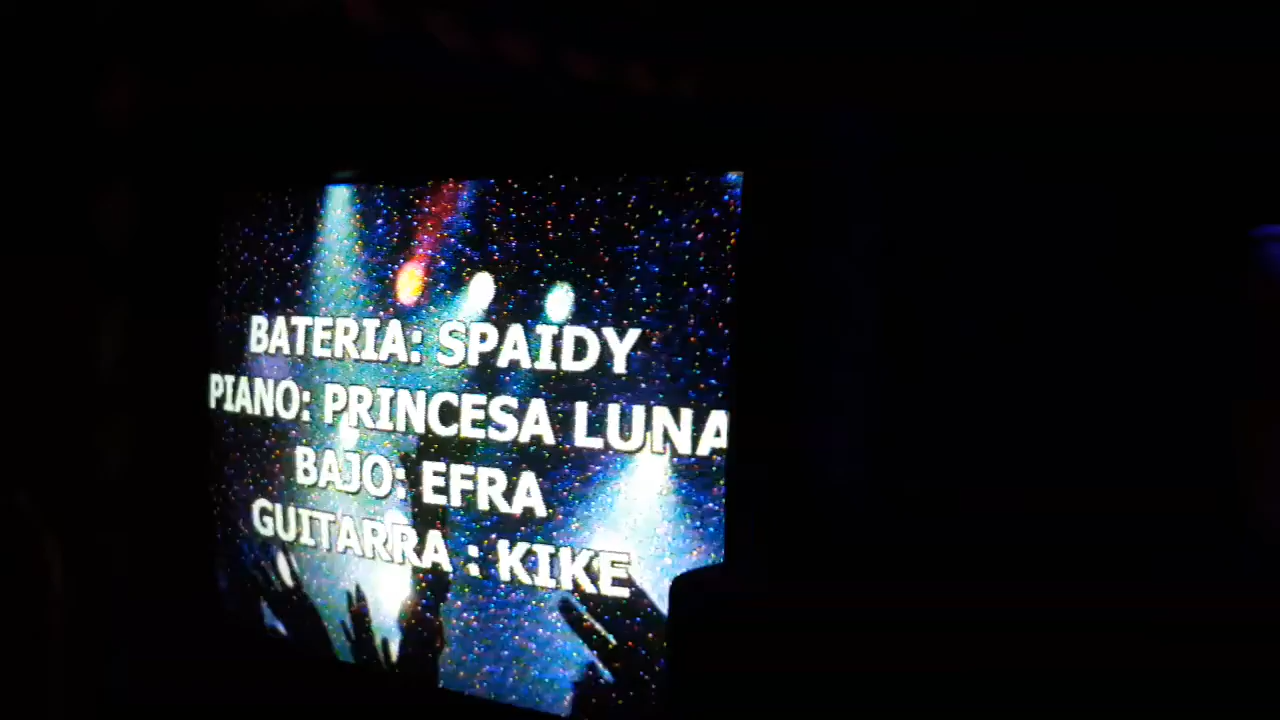 BATERIA: SPAIDY
PIANO: PRINCESA LUNA
BAJO: EFRA
GUITARRA : KIKE